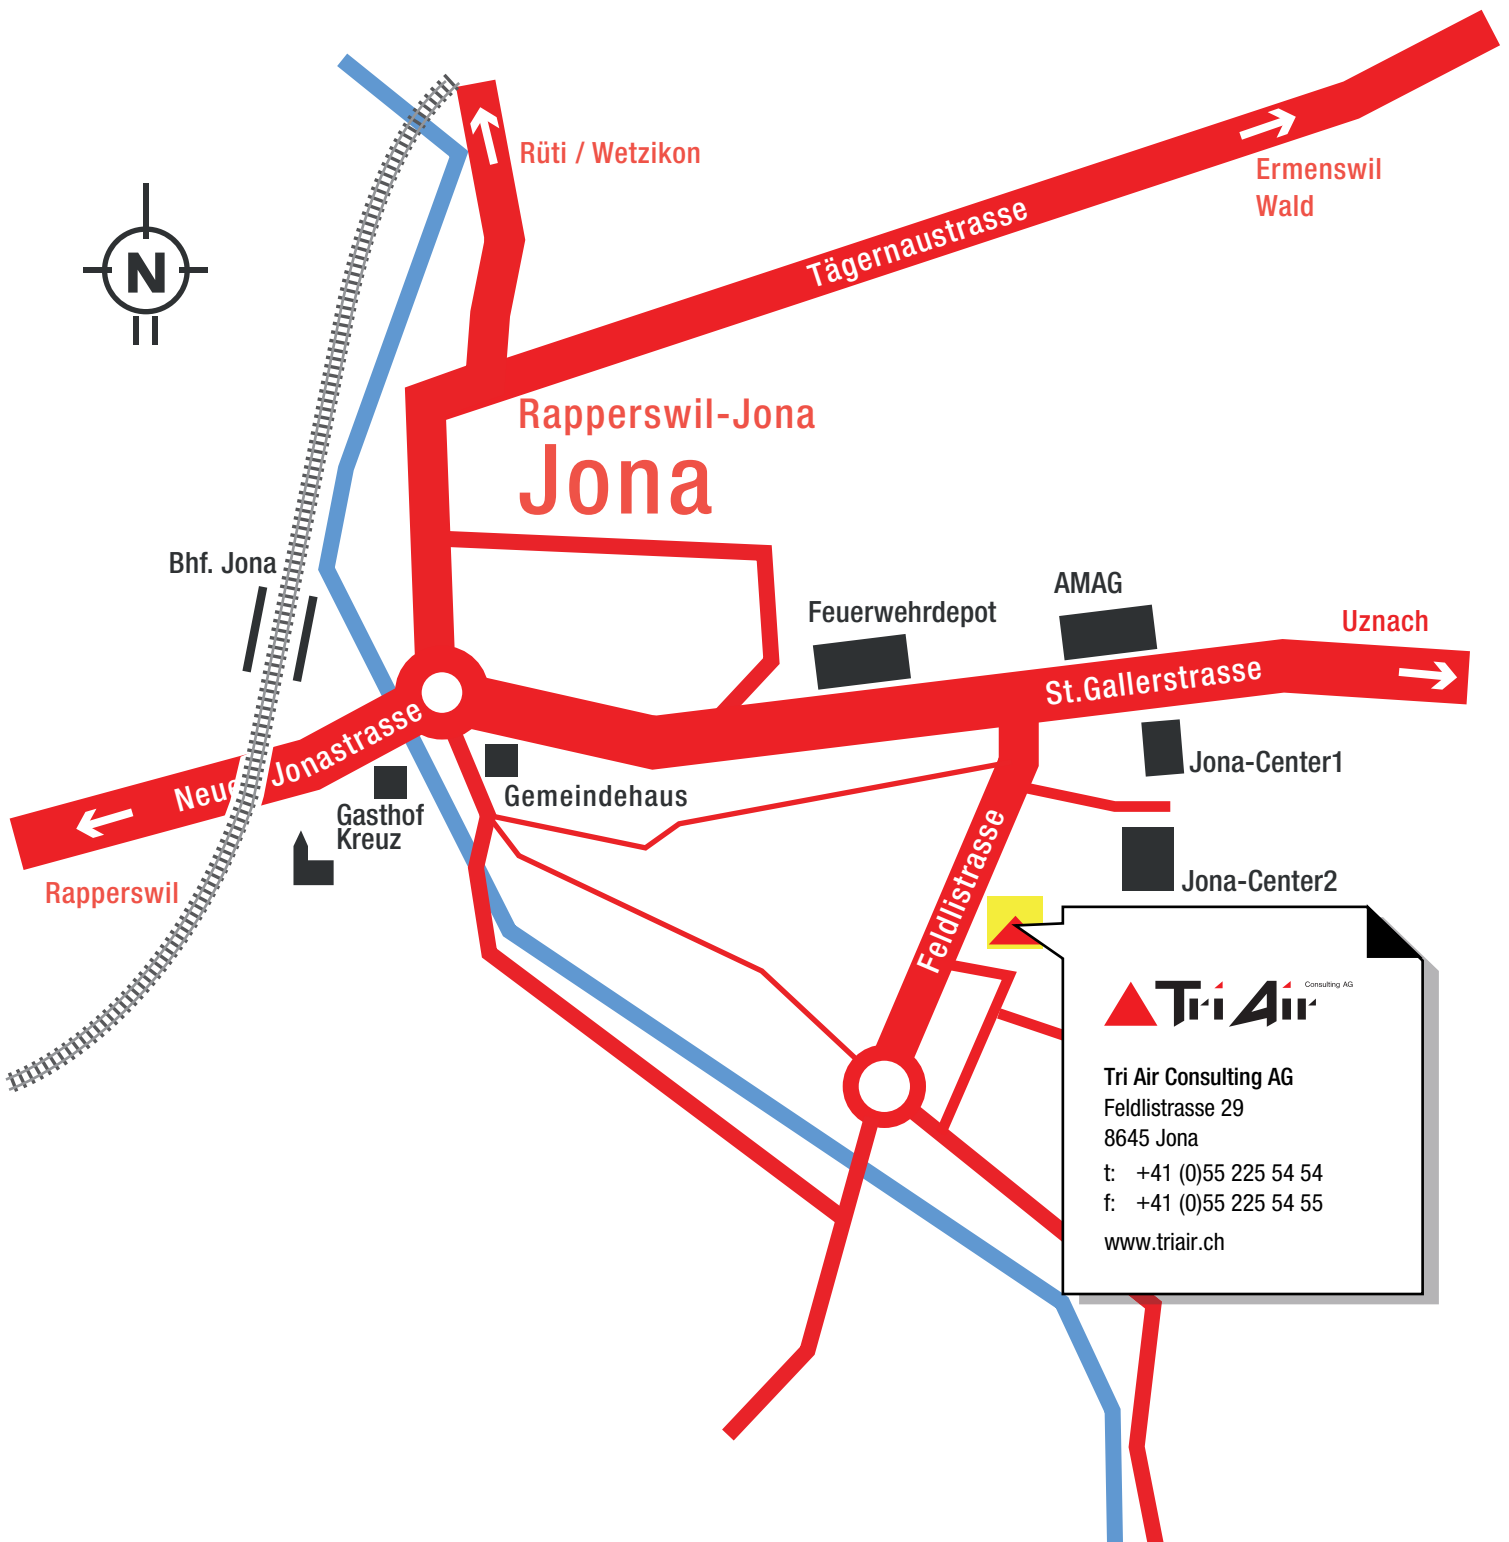 Rüti / Wetzikon
Ermenswil
Wald
Tägernaustrasse
N
Rapperswil-Jona
Jona
Bhf. Jona
AMAG
Feuerwehrdepot
Uznach
St.Gallerstrasse
Neue Jonastrasse
Jona-Center1
Gemeindehaus
Gasthof
Kreuz
Rapperswil
Feldlistrasse
Jona-Center2
Tri Air Consulting AG
Tri Air Consulting AG
Feldlistrasse 29
8645 Jona
t: +41 (0)55 225 54 54
f: +41 (0)55 225 54 55
www.triair.ch